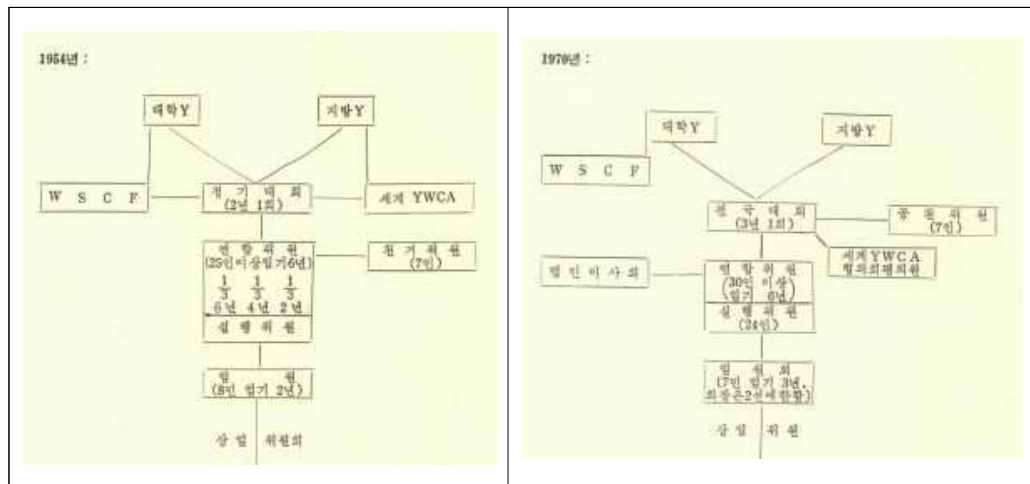 1954년 :
대학Y
지방Y
W S C F
정 기 대 회
(2년 1회)
세계 YWCA
연 합 위 원
(25인이상임기6년)
1/3 1/3 1/3
6년 4년 2년
실 행 위 원
(7인)
임 원
(8인 임기 2년)
상 임 위원회
1970년 :
대학Y
지방Y
W S C F
전 국 대 회
(3년 1회)
공 천 위 원
(7인)
세계YWCA
협의회평의원
법인이사회
연 합 위 원
(30인 이상
임기 6년)
실 행 위 원
(24인)
임 원 회
(7인 임기 3년,
회장은2선에한함)
상 임 위 원